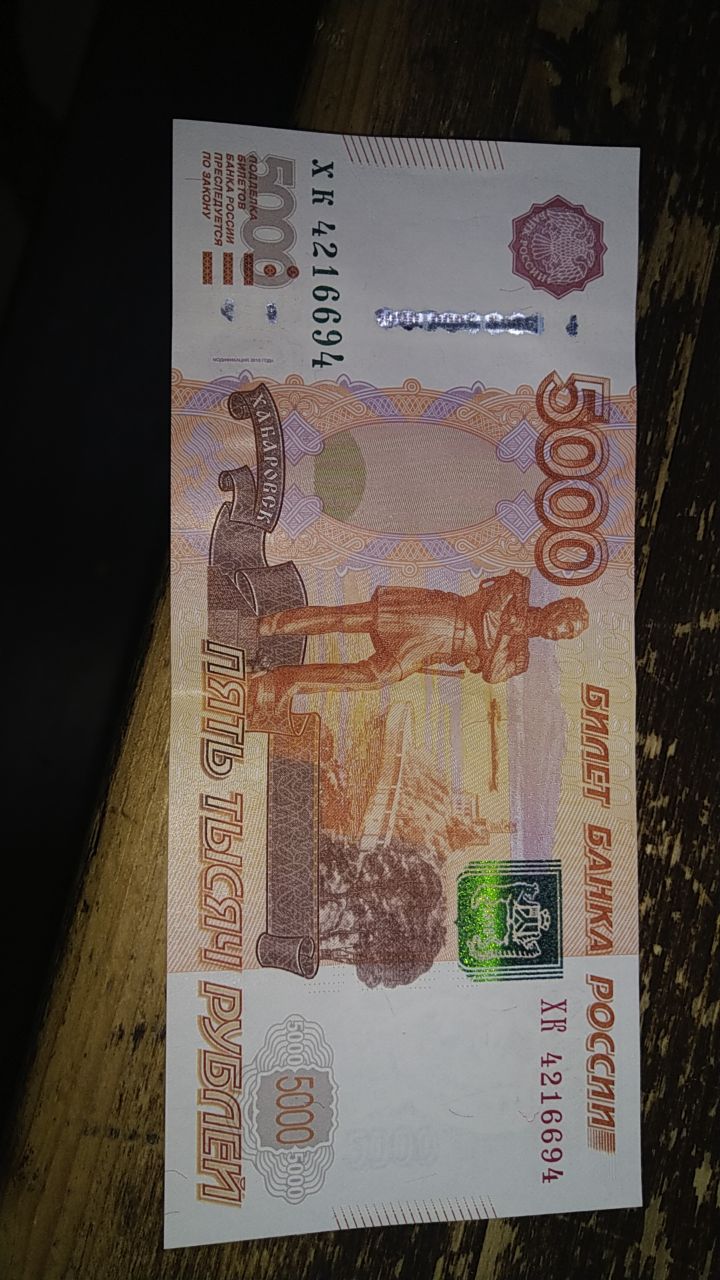 5000
БИЛЕТ БАНКА РОССИИ
ХК 4216694
БАНК РОССИИ
ХК 4216694
5000
ПОДДЕЛКА
БИЛЕТОВ
БАНКА РОССИИ
ПРЕСЛЕДУЕТСЯ
ПО ЗАКОНУ
ХАБАРОВСК
5000 5000 5000
ПЯТЬ ТЫСЯЧ РУБЛЕЙ